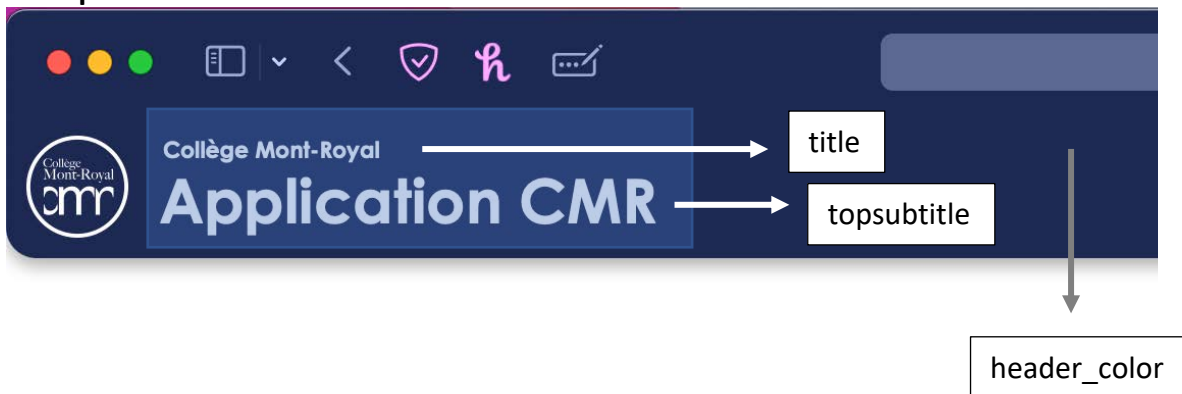 Collège Mont-Royal
title
Application CMR
topsubtitle
Collège
Mont-Royal
cmr
header_color